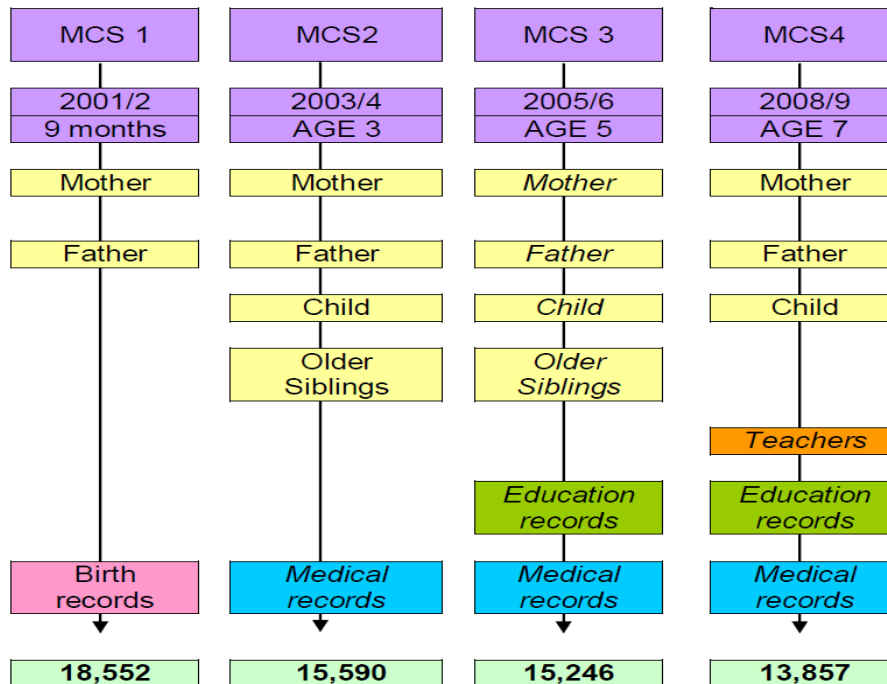 MCS 1
MCS2
MCS 3
MCS4
2001/2
2003/4
2005/6
2008/9
9 months
AGE 3
AGE 5
AGE 7
Mother
Mother
Mother
Mother
Father
Father
Father
Father
Child
Child
Child
Older
Siblings
Older
Siblings
Teachers
Education
records
Education
records
Birth
records
Medical
records
Medical
records
Medical
records
18,552
15,590
15,246
13,857